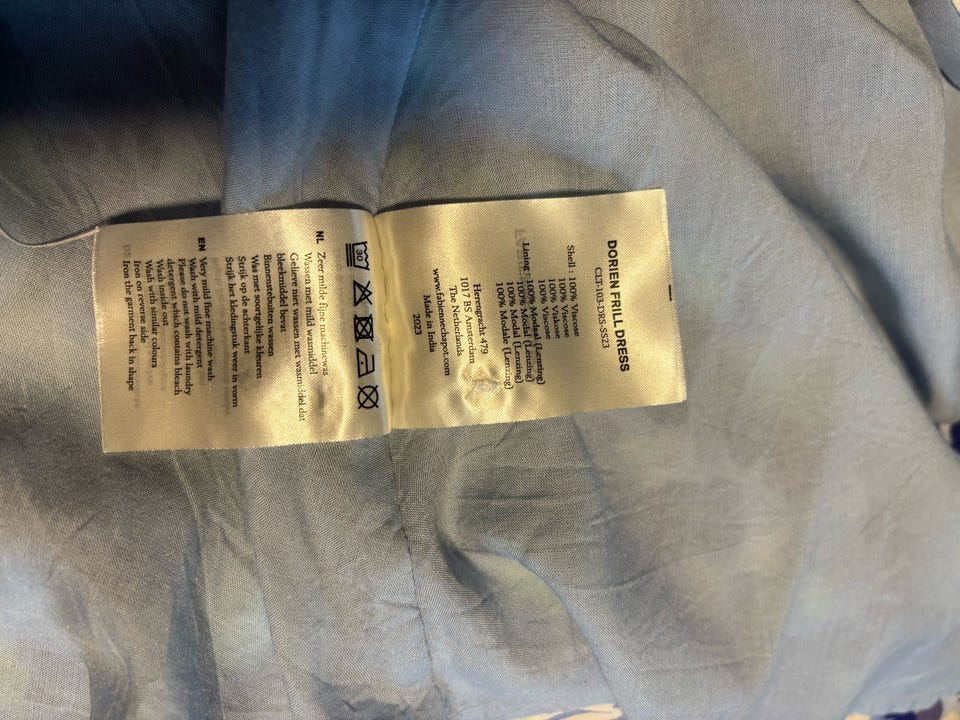 DORIEN FRILL DRESS
CLT-103-DRS-SS23
Shell : 100% Viscose
100% Viskose
100% Viscose
100% Viscose
Lining : 100% Modal (Lenzing)
100% Modal (Lenzing)
100% Modal (Lenzing)
100% Modale (Lenzing)
Herengracht 479
1017 BS Amsterdam
The Netherlands
www.fabiennechapot.com
Made in India
2023
30
NL Zeer milde fijne machinewas
Wassen met mild wasmiddel
Gelieve niet wassen met wasmiddel dat
bleekmiddel bevat
Binnenstebuiten wassen
Was met soortgelijke kleuren
Strijk op de achterkant
Strijk het kledingstuk weer in vorm
EN Very mild fine machine wash
Wash with mild detergent
Please do not wash with laundry
detergent which contains bleach
Wash inside out
Wash with similar colours
Iron on reverse side
Iron the garment back in shape